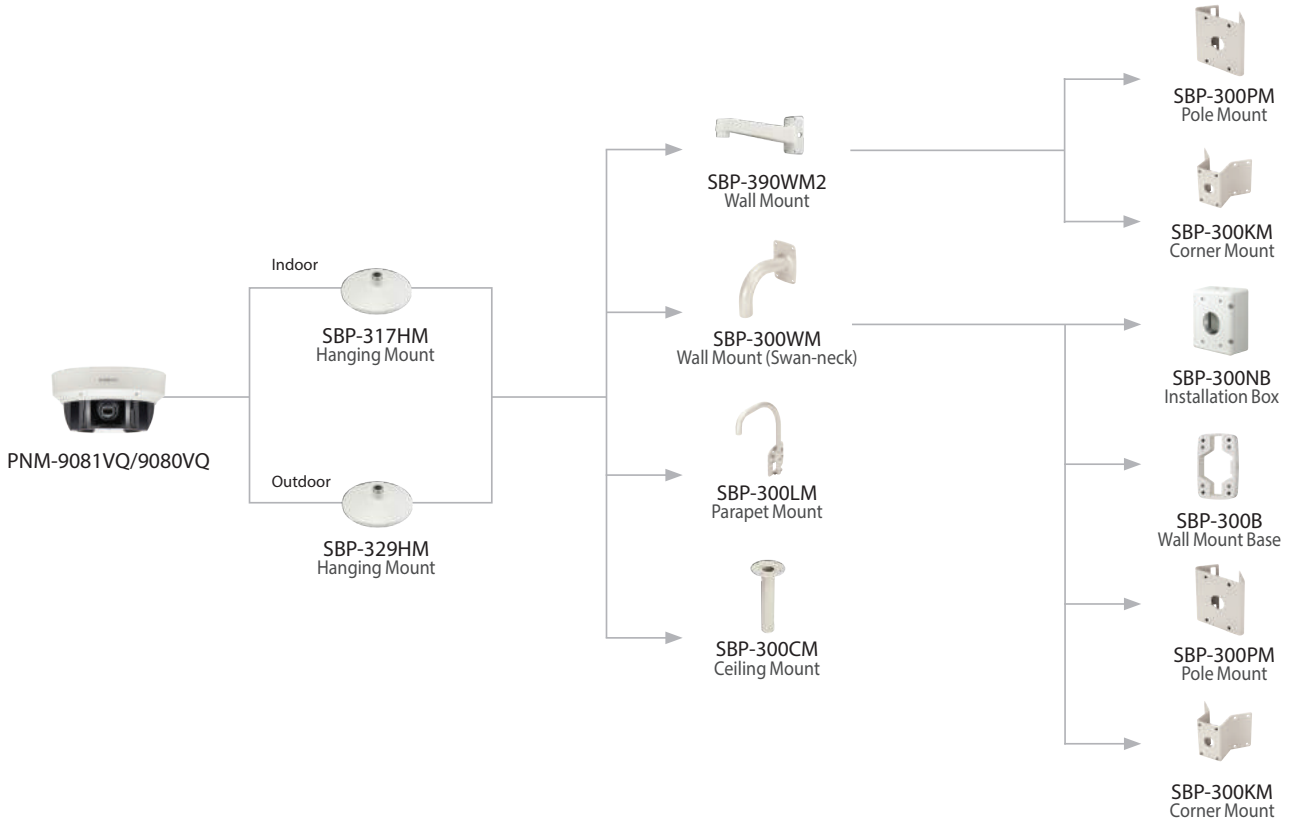 SBP-300PM
Pole Mount
SBP-390WM2
Wall Mount
SBP-300KM
Corner Mount
Indoor
SBP-317HM
Hanging Mount
SBP-300WM
Wall Mount (Swan-neck)
SBP-300NB
Installation Box
PNM-9081VQ/9080VQ
Outdoor
SBP-329HM
Hanging Mount
SBP-300LM
Parapet Mount
SBP-300B
Wall Mount Base
SBP-300CM
Ceiling Mount
SBP-300PM
Pole Mount
SBP-300KM
Corner Mount